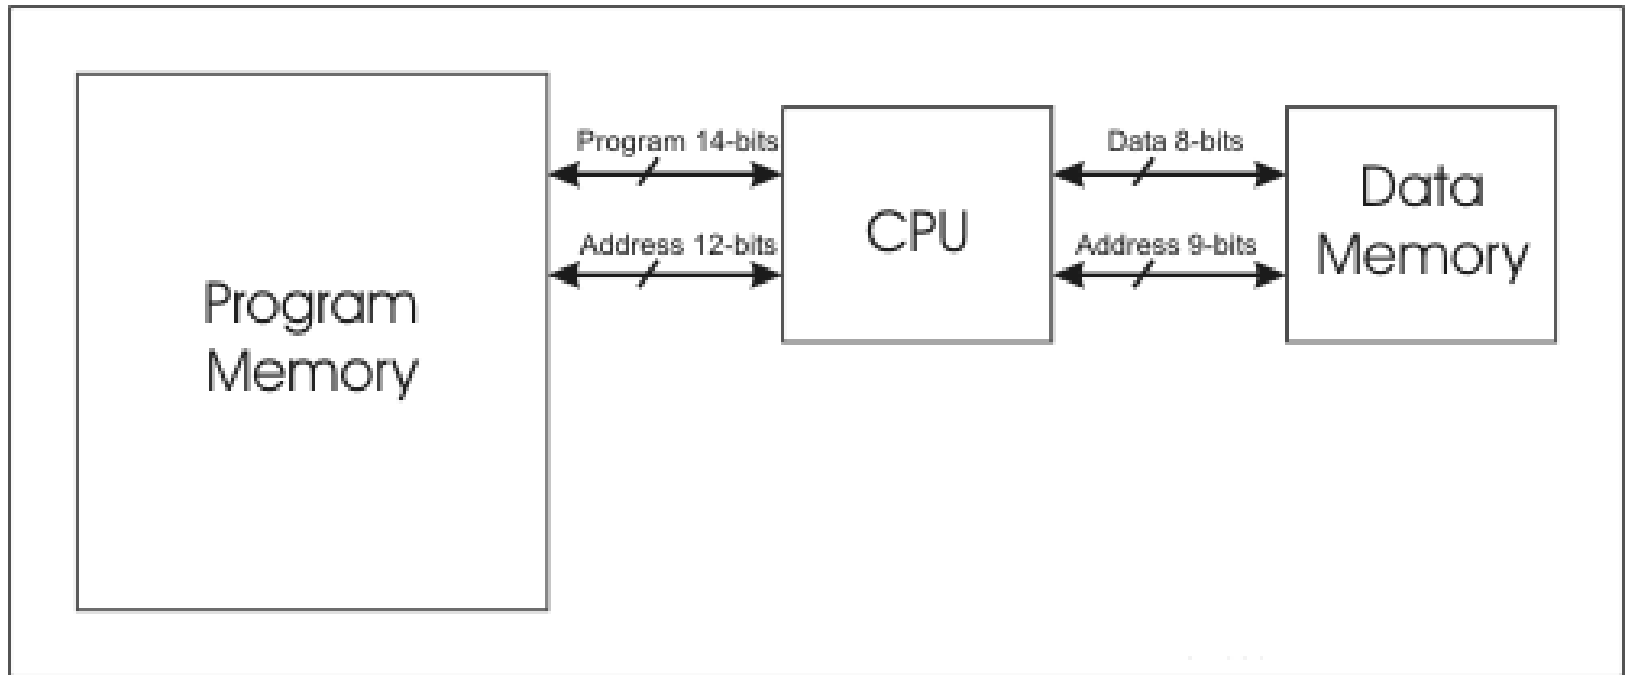 Program 14-bits
Data 8-bits
Address 12-bits
Address 9-bits
Program
Memory
CPU
Data
Memory